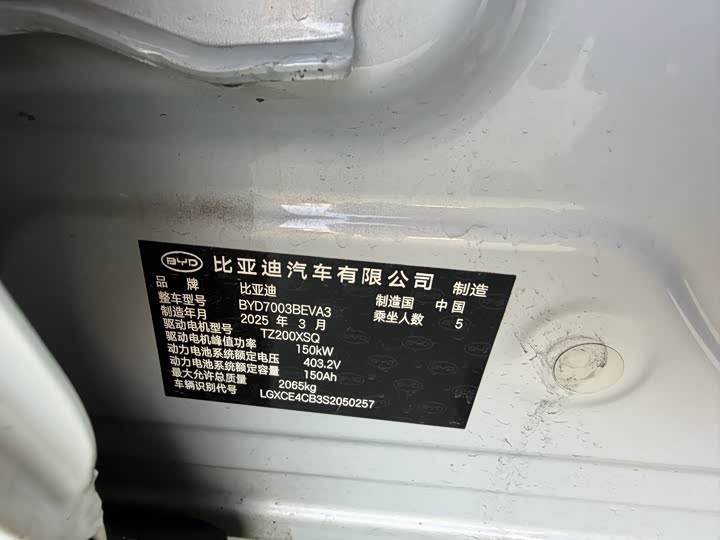 BYD 比亚迪汽车有限公司 制造
品牌 比亚迪 制造国 中国
整车型号 BYD7003BEVA3 乘坐人数 5
制造年月 2025 年 3 月
驱动电机型号 TZ200XSQ
驱动电机峰值功率 150kW
动力电池系统额定电压 403.2V
动力电池系统额定容量 150Ah
最大允许总质量 2065kg
车辆识别代号 LGXCE4CB3S2050257